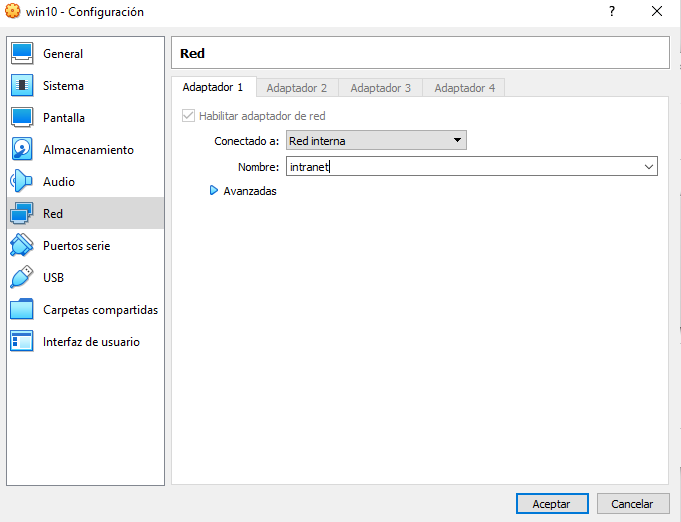 win10 - Configuración
?
General
Sistema
Pantalla
Almacenamiento
Audio
Red
Puertos serie
USB
Carpetas compartidas
Interfaz de usuario
Red
Adaptador 1 Adaptador 2 Adaptador 3 Adaptador 4
Habilitar adaptador de red
Conectado a: Red interna
Nombre: intranet
Avanzadas
Aceptar Cancelar